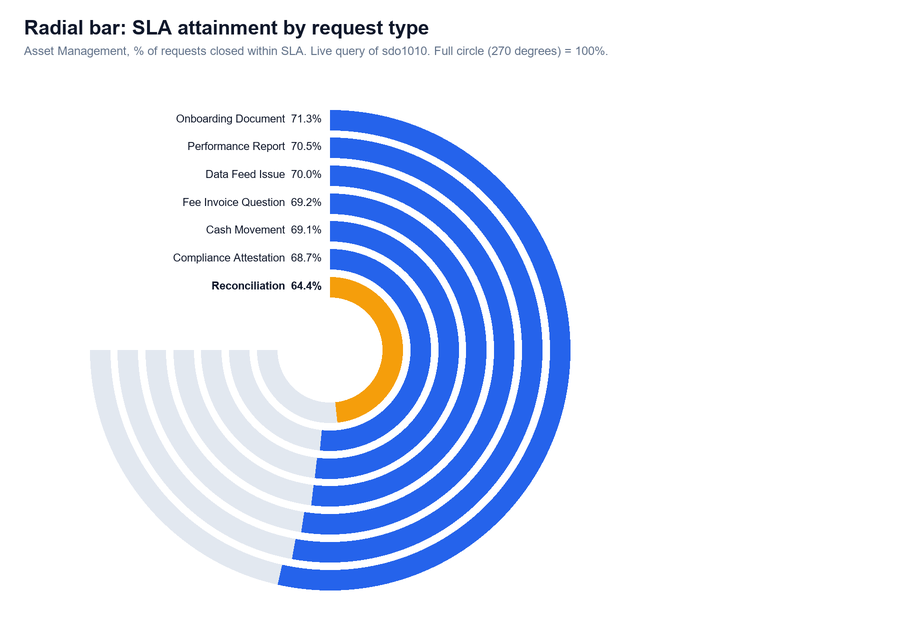 Radial bar: SLA attainment by request type
Asset Management, % of requests closed within SLA. Live query of sdo1010. Full circle (270 degrees) = 100%.
Onboarding Document 71.3%
Performance Report 70.5%
Data Feed Issue 70.0%
Fee Invoice Question 69.2%
Cash Movement 69.1%
Compliance Attestation 68.7%
Reconciliation 64.4%